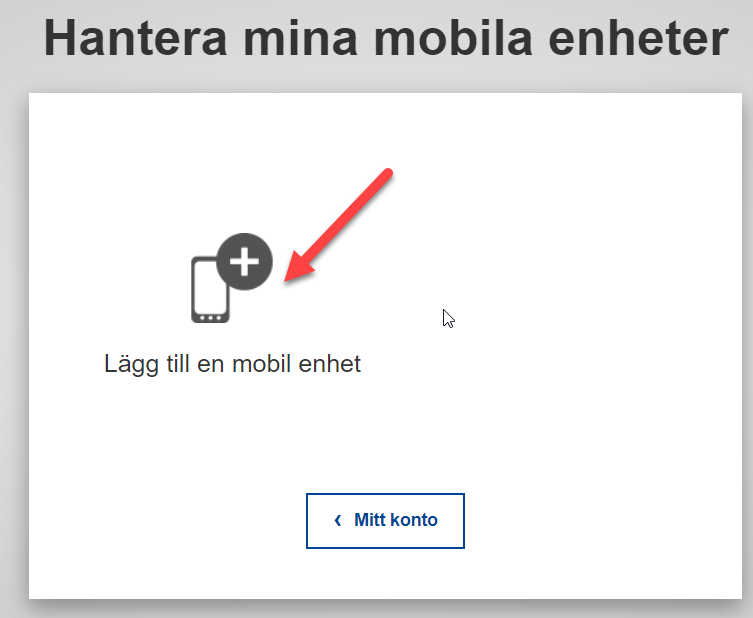 Hantera mina mobila enheter
Lägg till en mobil enhet
‹ Mitt konto